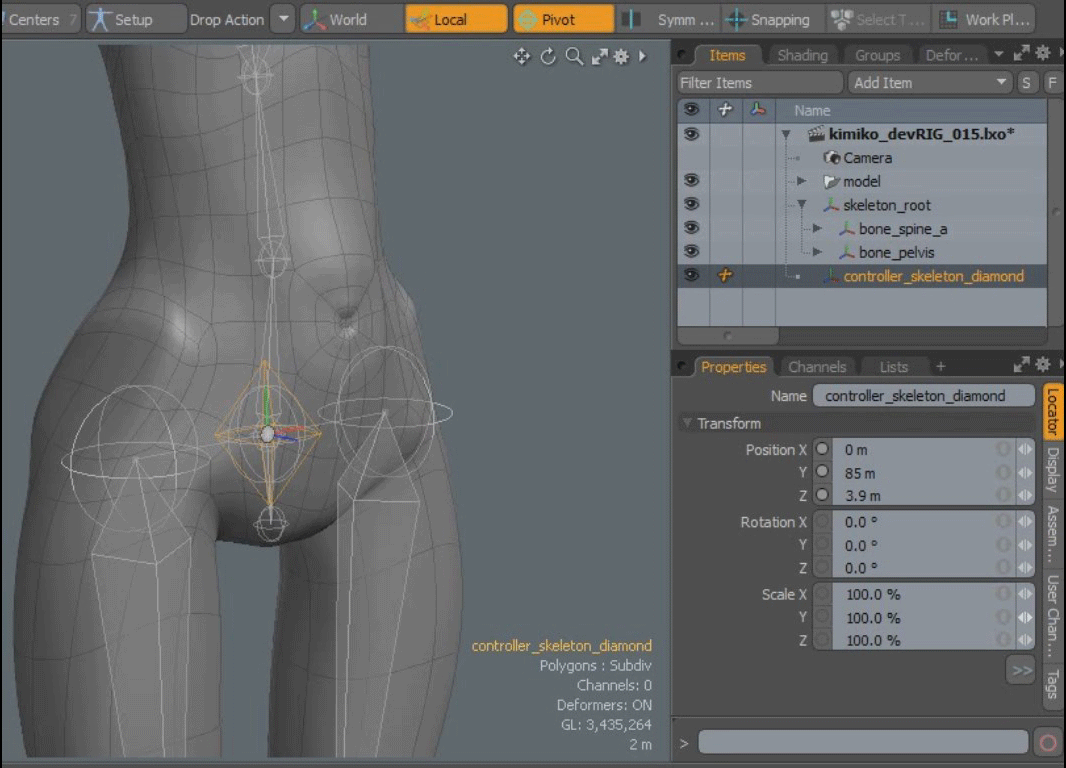 Centers 7 Setup Drop Action World Local Pivot Symm ... Snapping Select T ... Work Pl...
Items Shading Groups Defor ...
Filter Items Add Item S F
Name
kimiko_devRIG_015.lxo*
Camera
model
skeleton_root
bone_spine_a
bone_pelvis
controller_skeleton_diamond
Properties Channels Lists +
Name controller_skeleton_diamond
Transform
Position X 0 m
Y 85 m
Z 3.9 m
Rotation X 0.0 °
Y 0.0 °
Z 0.0 °
Scale X 100.0 %
Y 100.0 %
Z 100.0 %
>>
Locator
Display
Assem ...
User Chan ...
Tags
controller_skeleton_diamond
Polygons : Subdiv
Channels: 0
Deformers: ON
GL: 3,435,264
2 m
>